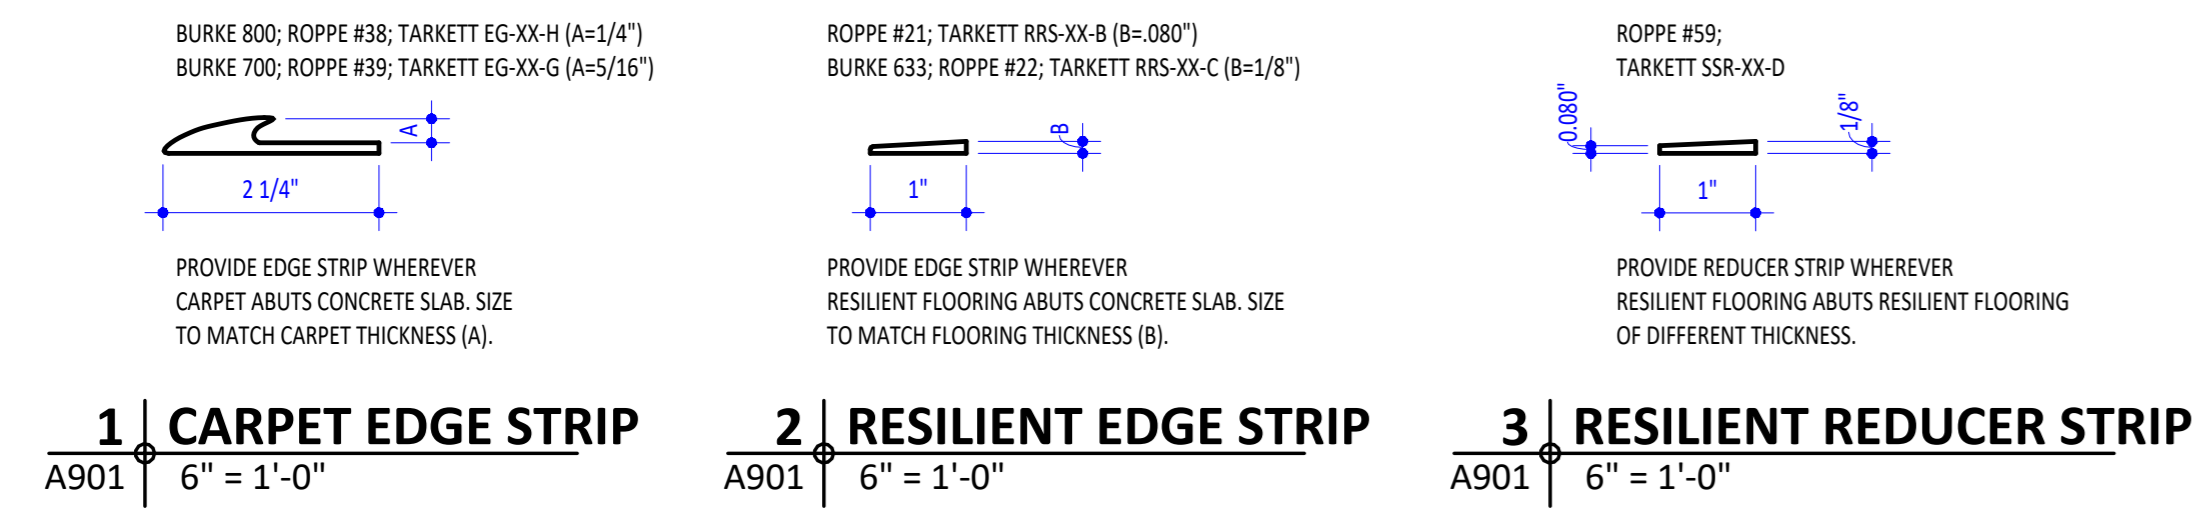 BURKE 800; ROPPE #38; TARKETT EG-XX-H (A=1/4")
BURKE 700; ROPPE #39; TARKETT EG-XX-G (A=5/16")
A
2 1/4"
PROVIDE EDGE STRIP WHEREVER
CARPET ABUTS CONCRETE SLAB. SIZE
TO MATCH CARPET THICKNESS (A).
1 CARPET EDGE STRIP
A901 6" = 1'-0"
ROPPE #21; TARKETT RRS-XX-B (B=.080")
BURKE 633; ROPPE #22; TARKETT RRS-XX-C (B=1/8")
B
1"
PROVIDE EDGE STRIP WHEREVER
RESILIENT FLOORING ABUTS CONCRETE SLAB. SIZE
TO MATCH FLOORING THICKNESS (B).
2 RESILIENT EDGE STRIP
A901 6" = 1'-0"
ROPPE #59;
TARKETT SSR-XX-D
0.080"
1/8"
1"
PROVIDE REDUCER STRIP WHEREVER
RESILIENT FLOORING ABUTS RESILIENT FLOORING
OF DIFFERENT THICKNESS.
3 RESILIENT REDUCER STRIP
A901 6" = 1'-0"